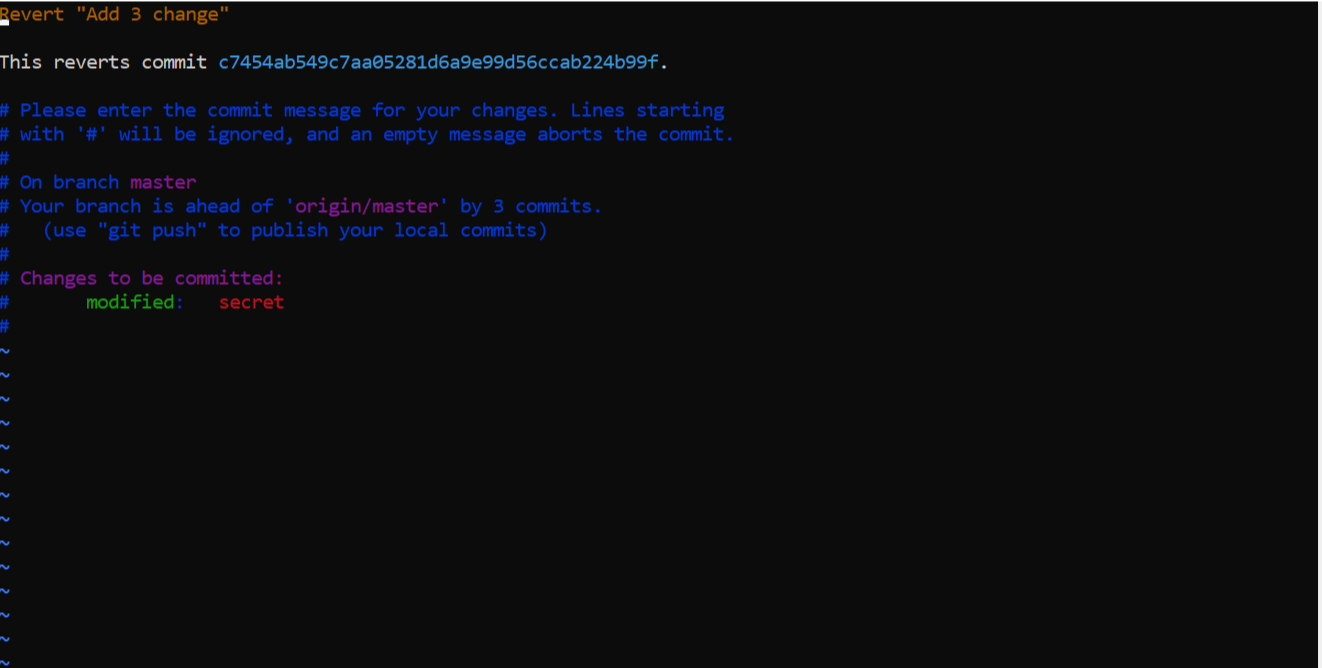 Revert "Add 3 change"
This reverts commit c7454ab549c7aa05281d6a9e99d56ccab224b99f.
# Please enter the commit message for your changes. Lines starting
# with '#' will be ignored, and an empty message aborts the commit.
#
# On branch master
# Your branch is ahead of 'origin/master' by 3 commits.
#   (use "git push" to publish your local commits)
#
# Changes to be committed:
#       modified:   secret
#
~
~
~
~
~
~
~
~
~
~
~
~
~
~